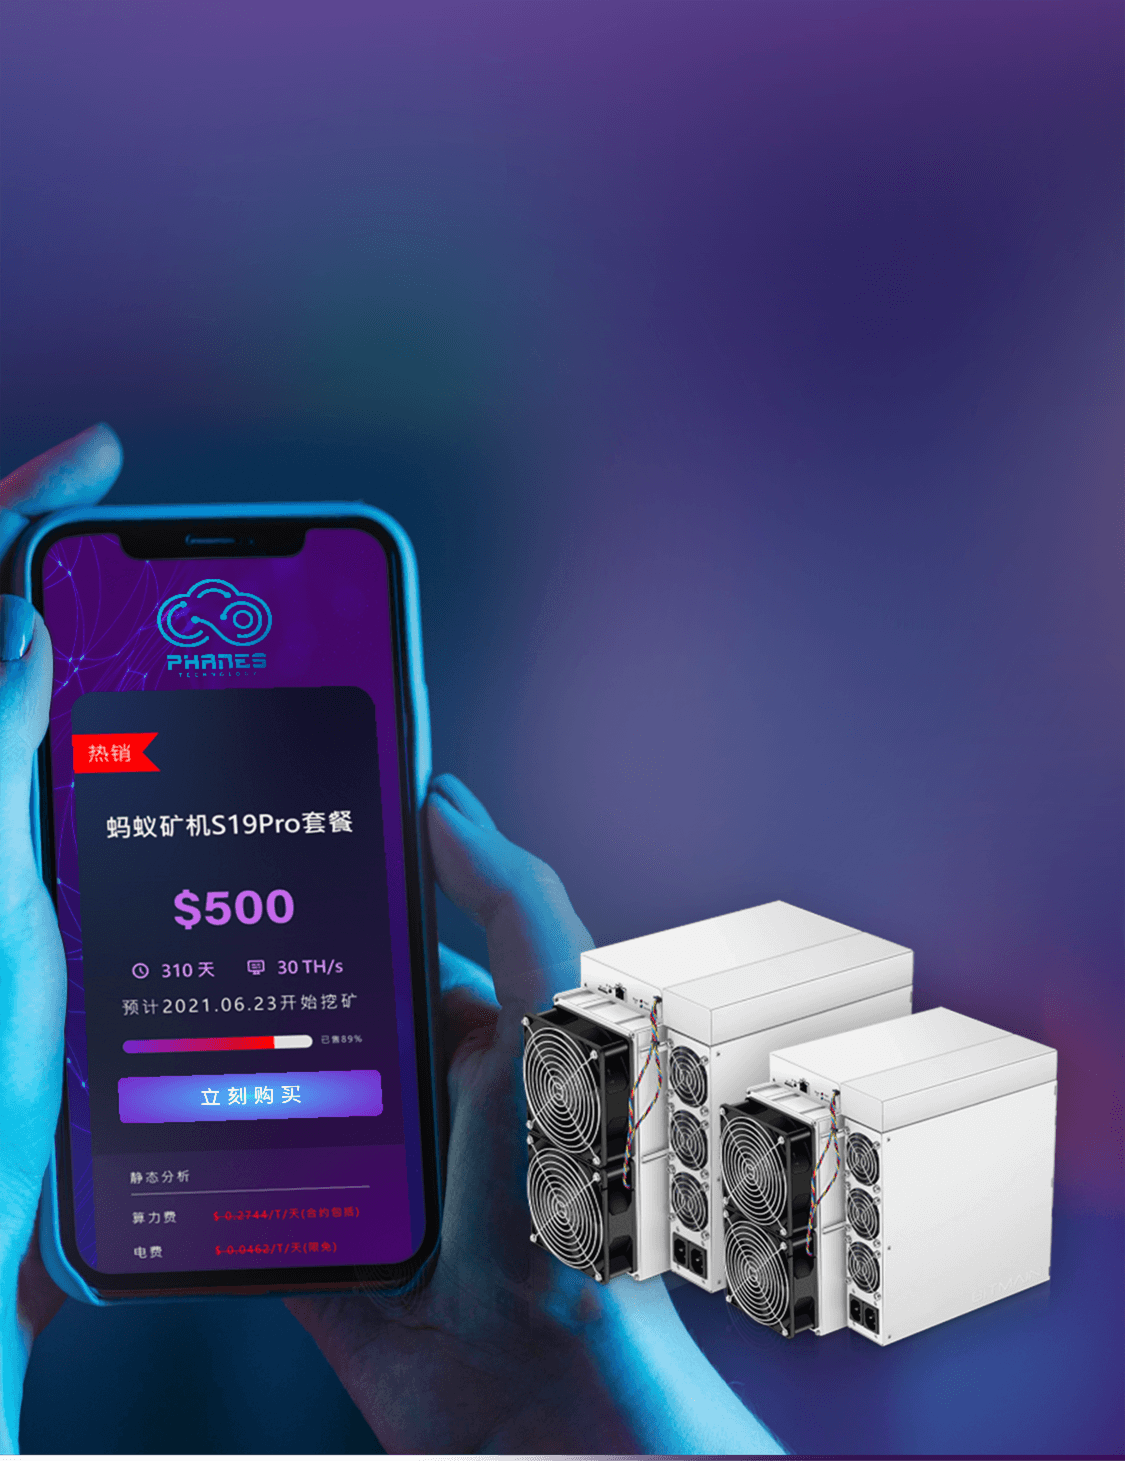 PHANES
TECHNOLOGY
热销
蚂蚁矿机S19Pro套餐
$500
310 天 30 TH/s
预计2021.06.23开始挖矿
已售89%
立刻购买
静态分析
算力费 $ 0.2744/T/天(合约包括)
电费 $ 0.0462/T/天(限免)